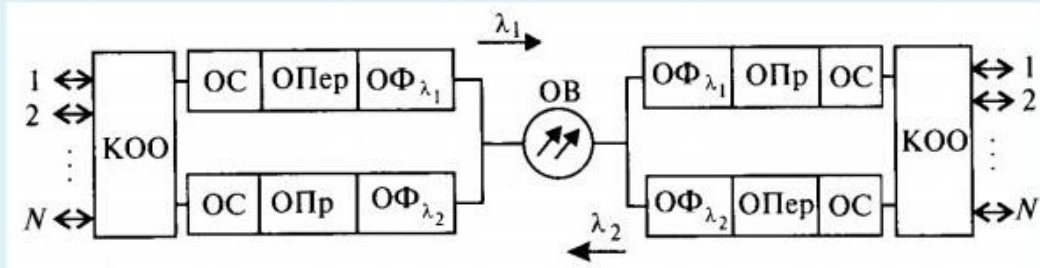 λ₁
1 ОС ОПер ОФλ₁ ОВ ОФλ₁ ОПр ОС 1
2 2
КОО КОО
⋮ ⋮
N ОС ОПр ОФλ₂ ОФλ₂ ОПер ОС N
λ₂